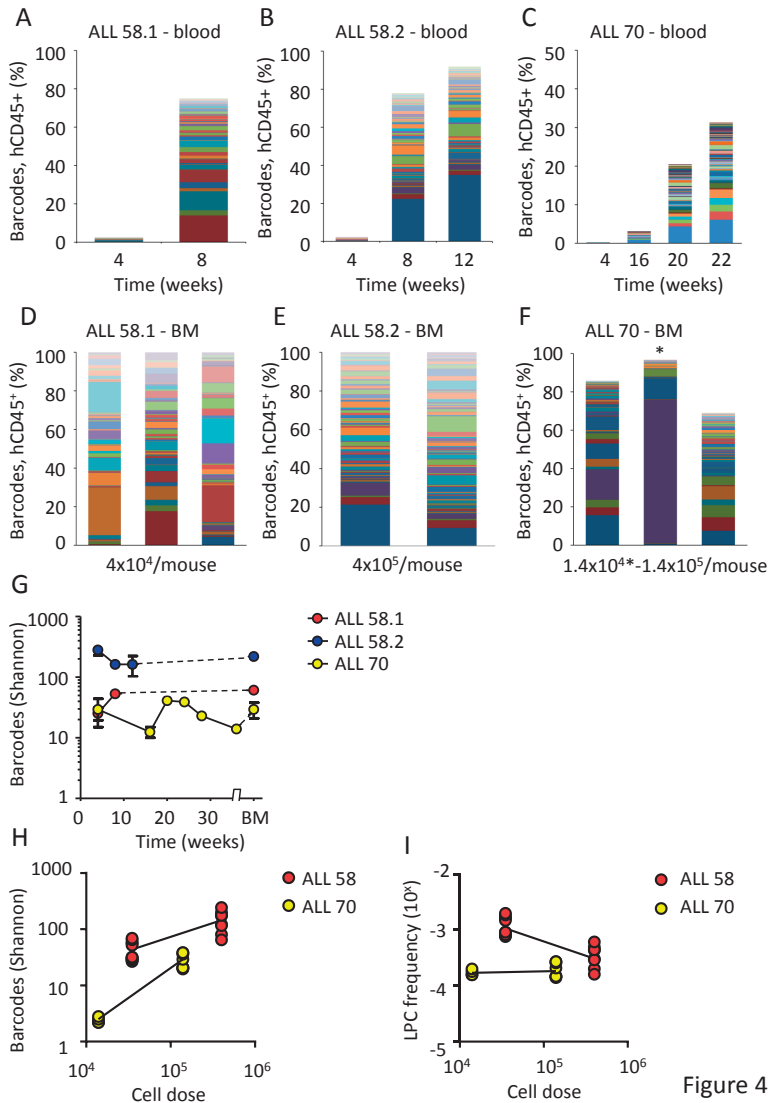 A
ALL 58.1 - blood
Barcodes, hCD45+ (%)
100
80
60
40
20
0
4 8
Time (weeks)
B
ALL 58.2 - blood
Barcodes, hCD45+ (%)
100
80
60
40
20
0
4 8 12
Time (weeks)
C
ALL 70 - blood
Barcodes, hCD45+ (%)
50
40
30
20
10
0
4 16 20 22
Time (weeks)
D
ALL 58.1 - BM
Barcodes, hCD45⁺ (%)
100
80
60
40
20
0
4x10⁴/mouse
E
ALL 58.2 - BM
Barcodes, hCD45⁺ (%)
100
80
60
40
20
0
4x10⁵/mouse
F
ALL 70 - BM
*
Barcodes, hCD45⁺ (%)
100
80
60
40
20
0
1.4x10⁴*-1.4x10⁵/mouse
G
Barcodes (Shannon)
1000
100
10
1
0 10 20 30 BM
Time (weeks)
ALL 58.1
ALL 58.2
ALL 70
H
Barcodes (Shannon)
1000
100
10
1
10⁴ 10⁵ 10⁶
Cell dose
ALL 58
ALL 70
I
LPC frequency (10ˣ)
-2
-3
-4
-5
10⁴ 10⁵ 10⁶
Cell dose
ALL 58
ALL 70
Figure 4